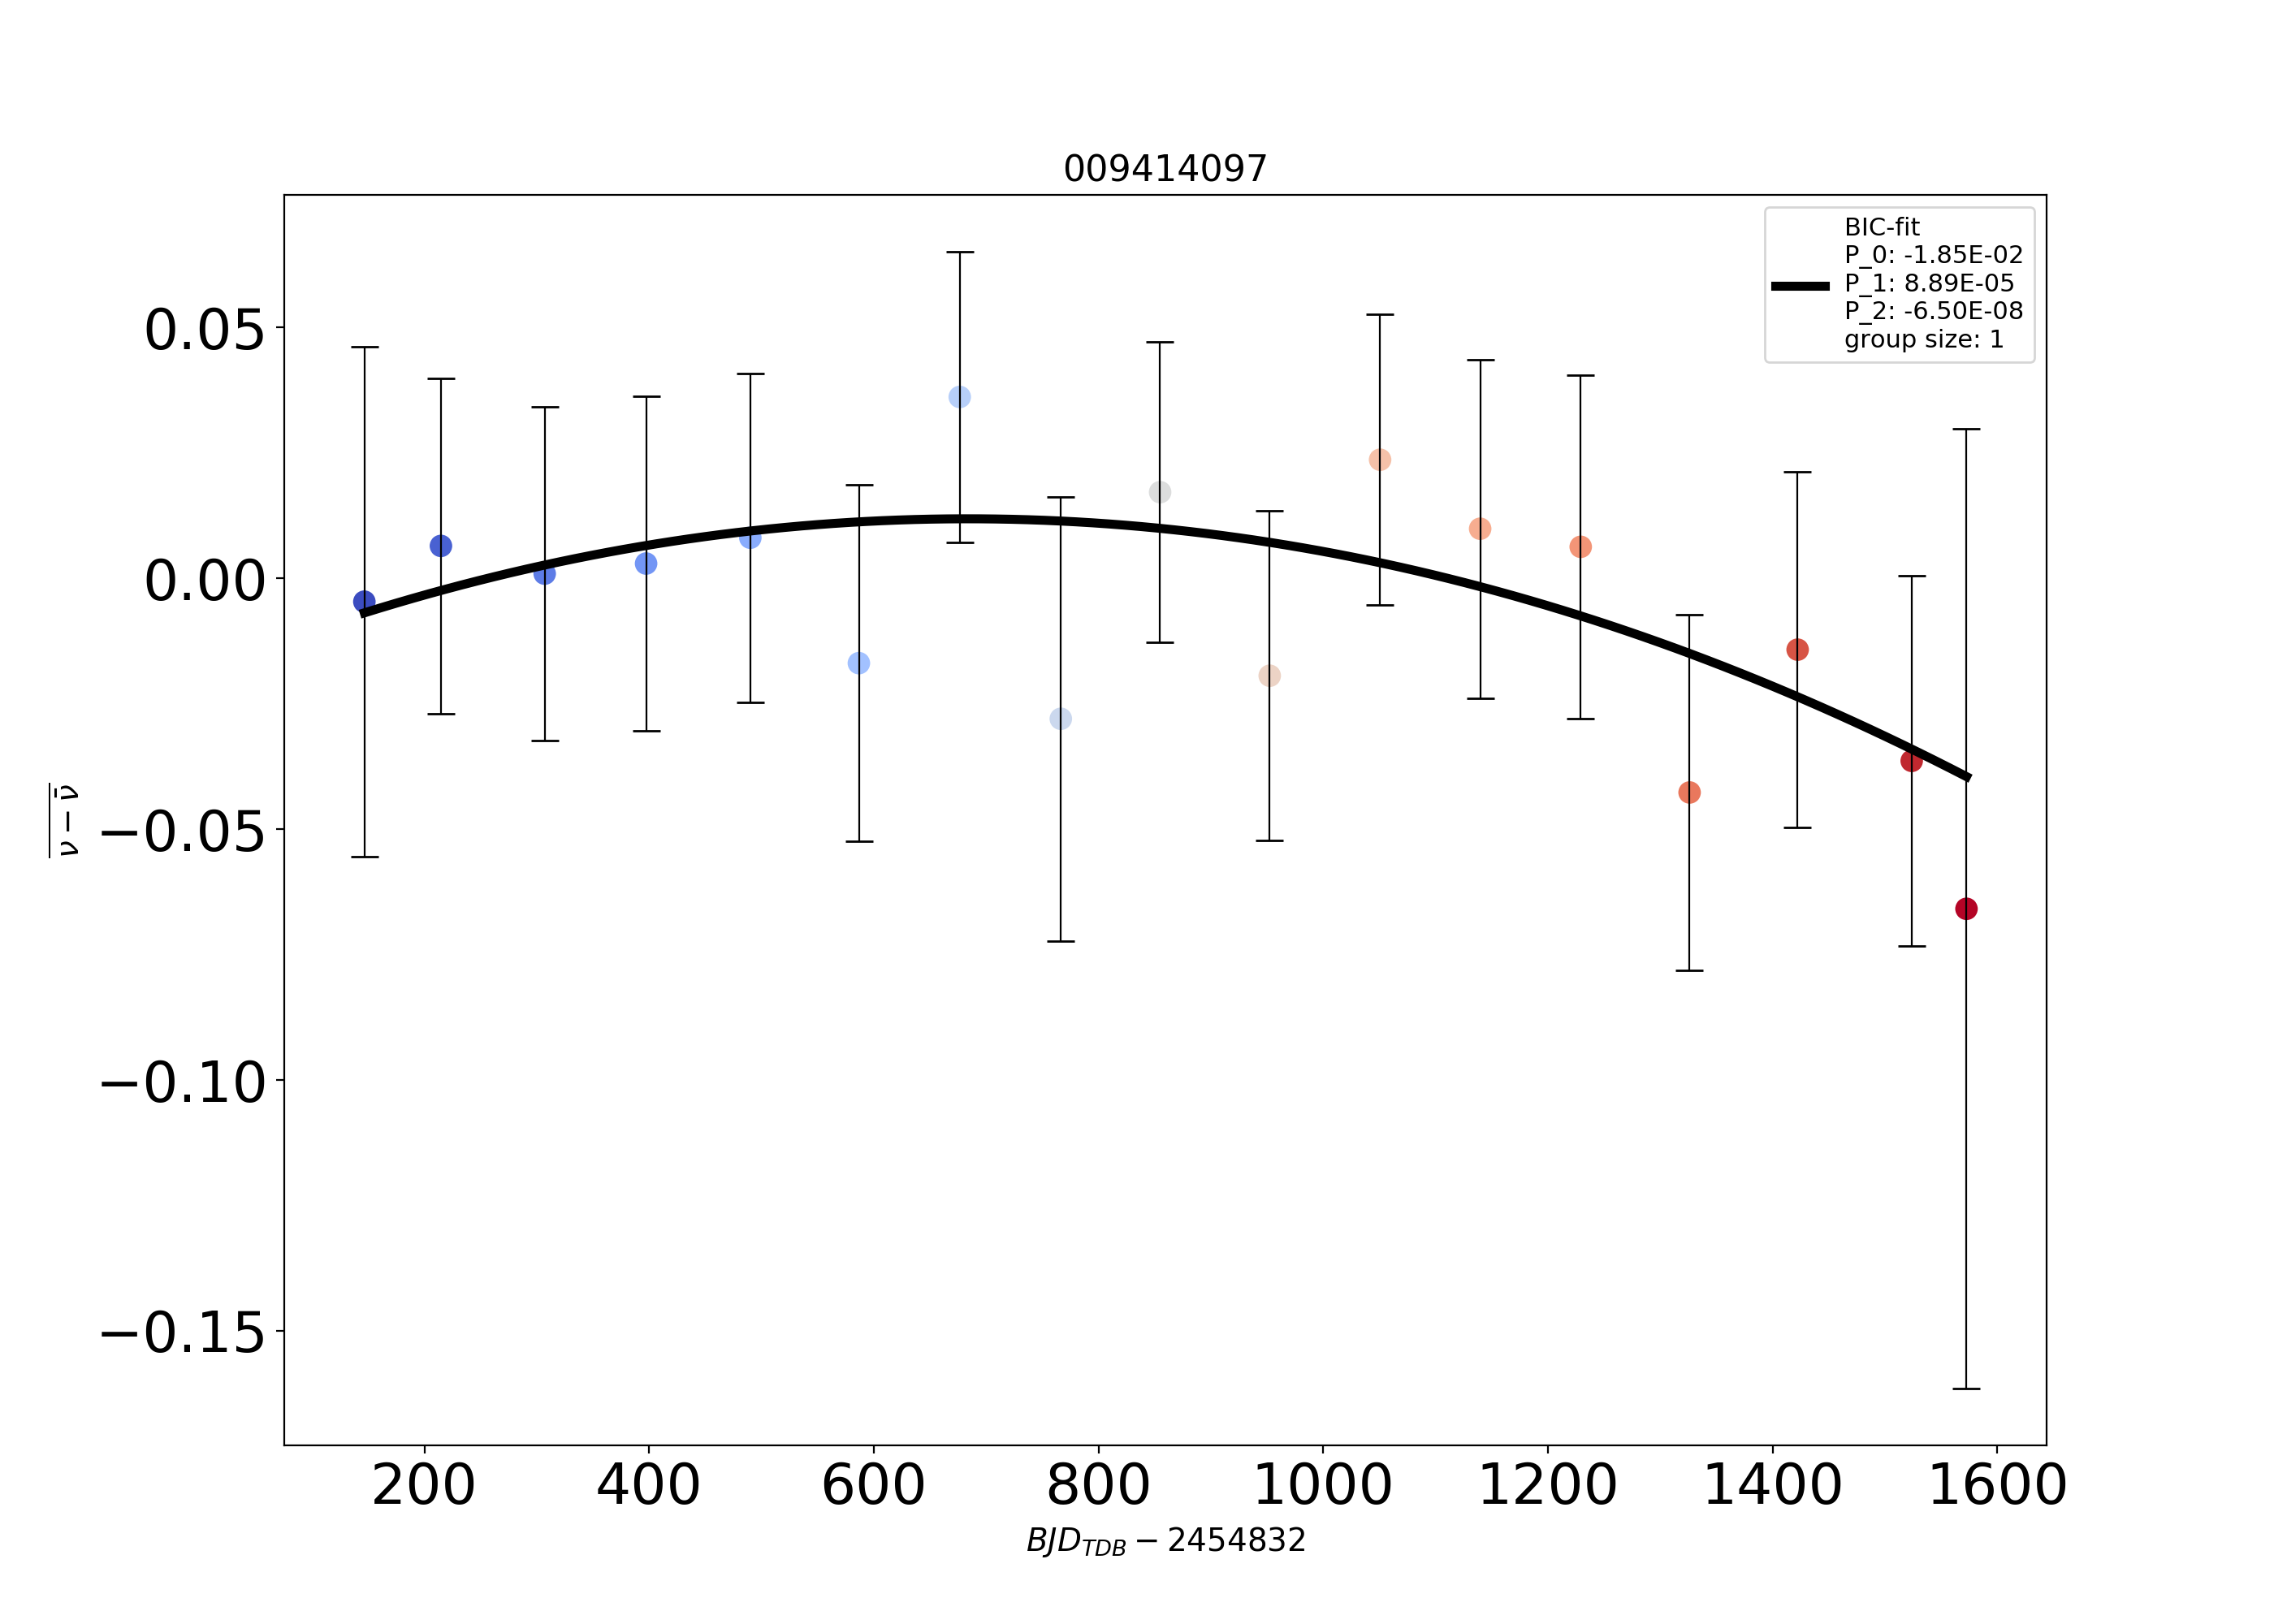 009414097
BIC-fit
P_0: -1.85E-02
P_1: 8.89E-05
P_2: -6.50E-08
group size: 1
0.05
0.00
−0.05
−0.10
−0.15
ν − ν̄
200 400 600 800 1000 1200 1400 1600
BJD_TDB − 2454832